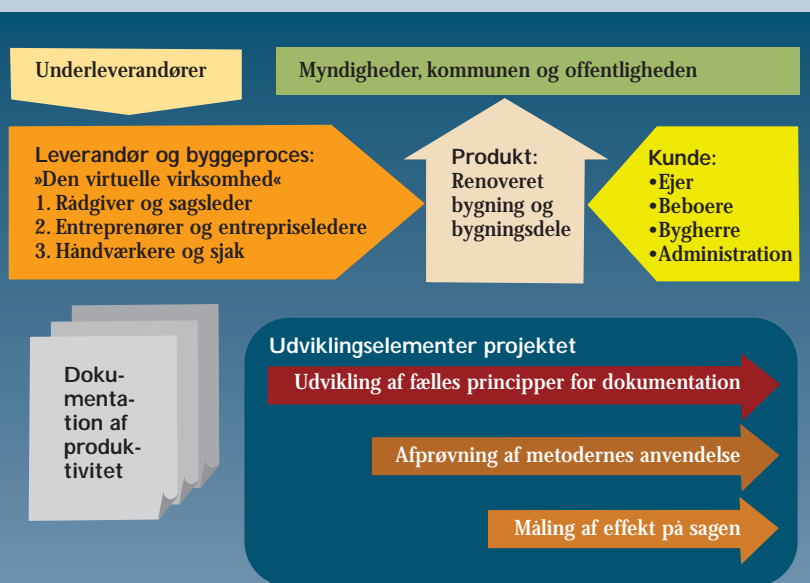 Underleverandører
Myndigheder, kommunen og offentligheden
Leverandør og byggeproces:
»Den virtuelle virksomhed«
1. Rådgiver og sagsleder
2. Entreprenører og entrepriseledere
3. Håndværkere og sjak
Produkt:
Renoveret
bygning og
bygningsdele
Kunde:
•Ejer
•Beboere
•Bygherre
•Administration
Doku-
menta-
tion af
produk-
tivitet
Udviklingselementer projektet
Udvikling af fælles principper for dokumentation
Afprøvning af metodernes anvendelse
Måling af effekt på sagen